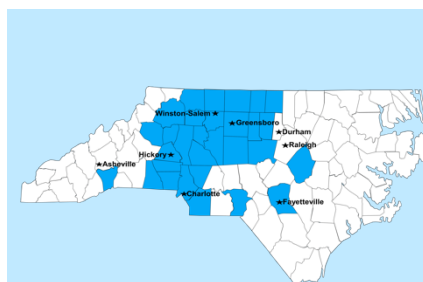 Winston-Salem
Greensboro
Durham
Raleigh
Hickory
Asheville
Charlotte
Fayetteville